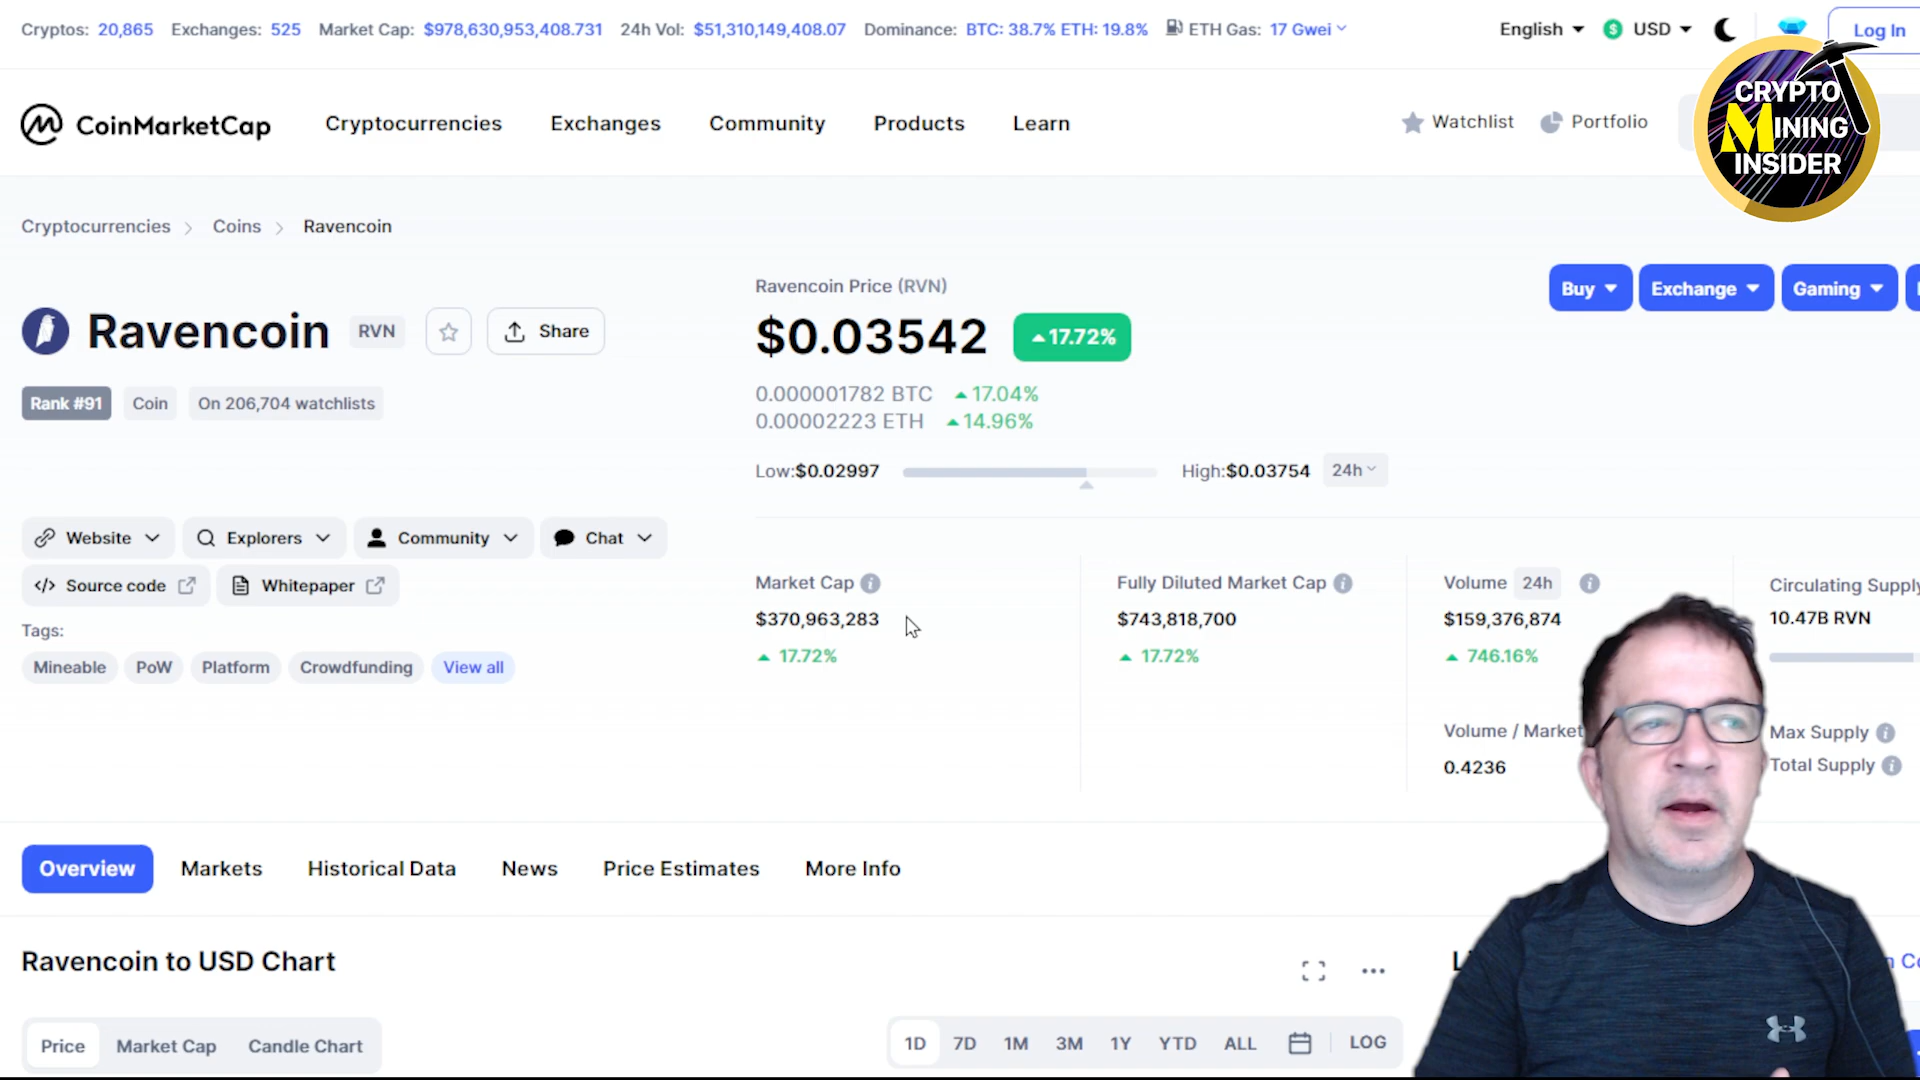 Cryptos: 20,865 Exchanges: 525 Market Cap: $978,630,953,408.731 24h Vol: $51,310,149,408.07 Dominance: BTC: 38.7% ETH: 19.8% ETH Gas: 17 Gwei English USD Log In
CoinMarketCap Cryptocurrencies Exchanges Community Products Learn Watchlist Portfolio
CRYPTO
MINING
INSIDER
Cryptocurrencies Coins Ravencoin
Ravencoin RVN Share
Rank #91 Coin On 206,704 watchlists
Ravencoin Price (RVN)
$0.03542 17.72%
0.000001782 BTC 17.04%
0.00002223 ETH 14.96%
Low:$0.02997 High:$0.03754 24h
Buy Exchange Gaming
Website Explorers Community Chat
Source code Whitepaper
Tags:
Mineable PoW Platform Crowdfunding View all
Market Cap
$370,963,283
17.72%
Fully Diluted Market Cap
$743,818,700
17.72%
Volume 24h
$159,376,874
746.16%
Volume / Market
0.4236
Circulating Supply
10.47B RVN
Max Supply
Total Supply
Overview Markets Historical Data News Price Estimates More Info
Ravencoin to USD Chart
Price Market Cap Candle Chart
1D 7D 1M 3M 1Y YTD ALL LOG